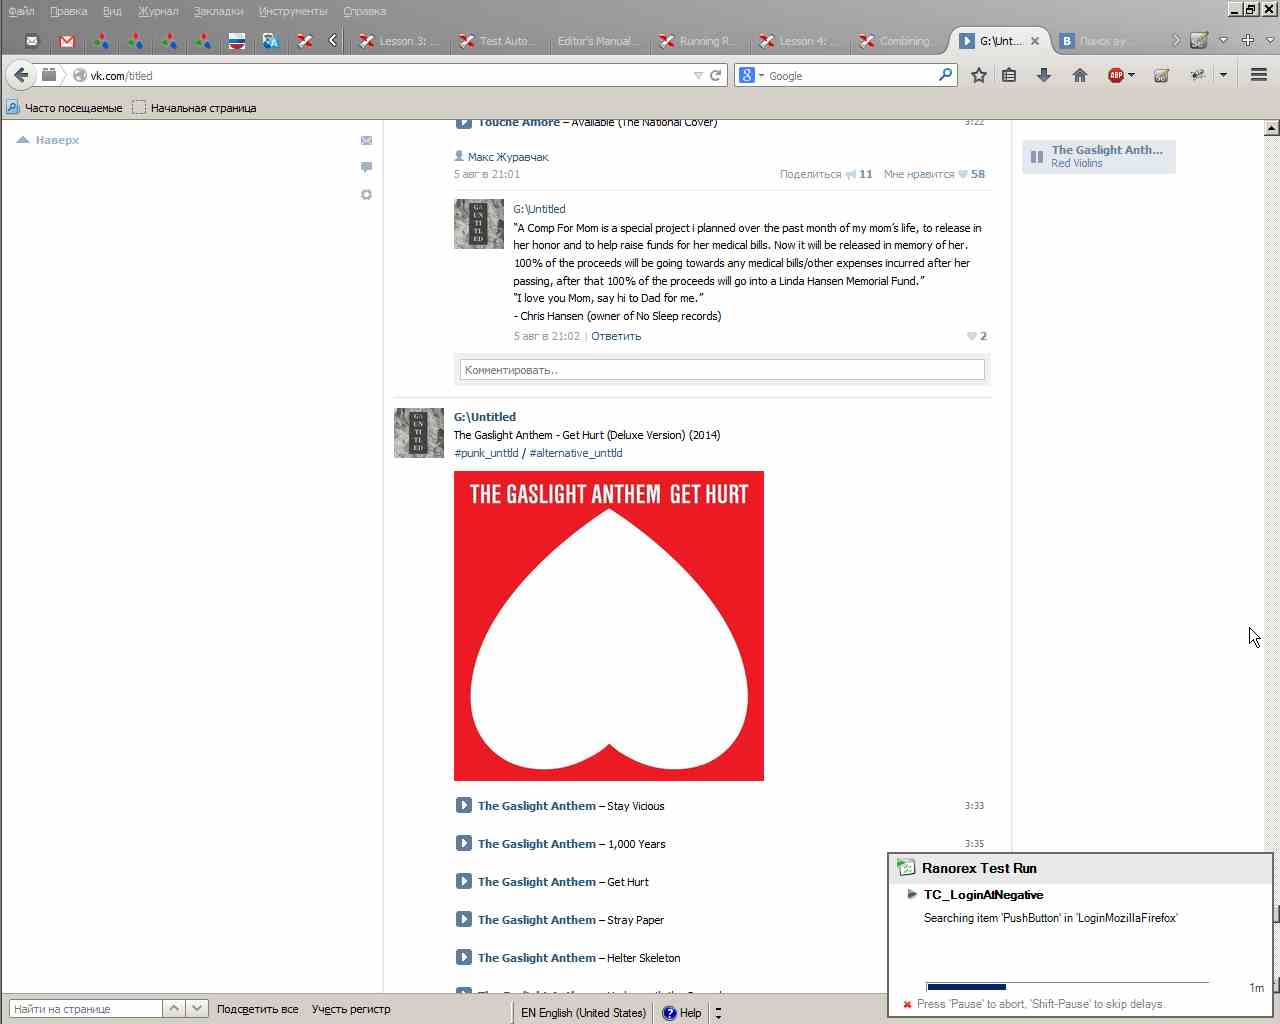 Файл Правка Вид Журнал Закладки Инструменты Справка
Lesson 3: ... Test Auto... Editor's Manual... Running R... Lesson 4: ... Combining... G:\Unt... Поиск ау...
vk.com/titled Google ABP
Часто посещаемые Начальная страница
Touche Amore – Available (The National Cover) 3:22
Наверх
The Gaslight Anth...
Red Violins
Макс Журавчак
5 авг в 21:01 Поделиться 11 Мне нравится 58
G:\Untitled
“A Comp For Mom is a special project i planned over the past month of my mom’s life, to release in
her honor and to help raise funds for her medical bills. Now it will be released in memory of her.
100% of the proceeds will be going towards any medical bills/other expenses incurred after her
passing, after that 100% of the proceeds will go into a Linda Hansen Memorial Fund.”
“I love you Mom, say hi to Dad for me.”
- Chris Hansen (owner of No Sleep records)
5 авг в 21:02 | Ответить 2
Комментировать..
G:\Untitled
The Gaslight Anthem - Get Hurt (Deluxe Version) (2014)
#punk_unttld / #alternative_unttld
THE GASLIGHT ANTHEM GET HURT
The Gaslight Anthem – Stay Vicious 3:33
The Gaslight Anthem – 1,000 Years 3:35
The Gaslight Anthem – Get Hurt
The Gaslight Anthem – Stray Paper
The Gaslight Anthem – Helter Skeleton
Ranorex Test Run
TC_LoginAtNegative
Searching item 'PushButton' in 'LoginMozillaFirefox'
1m
Press 'Pause' to abort, 'Shift-Pause' to skip delays.
Найти на странице Подсветить все Учесть регистр
EN English (United States) Help